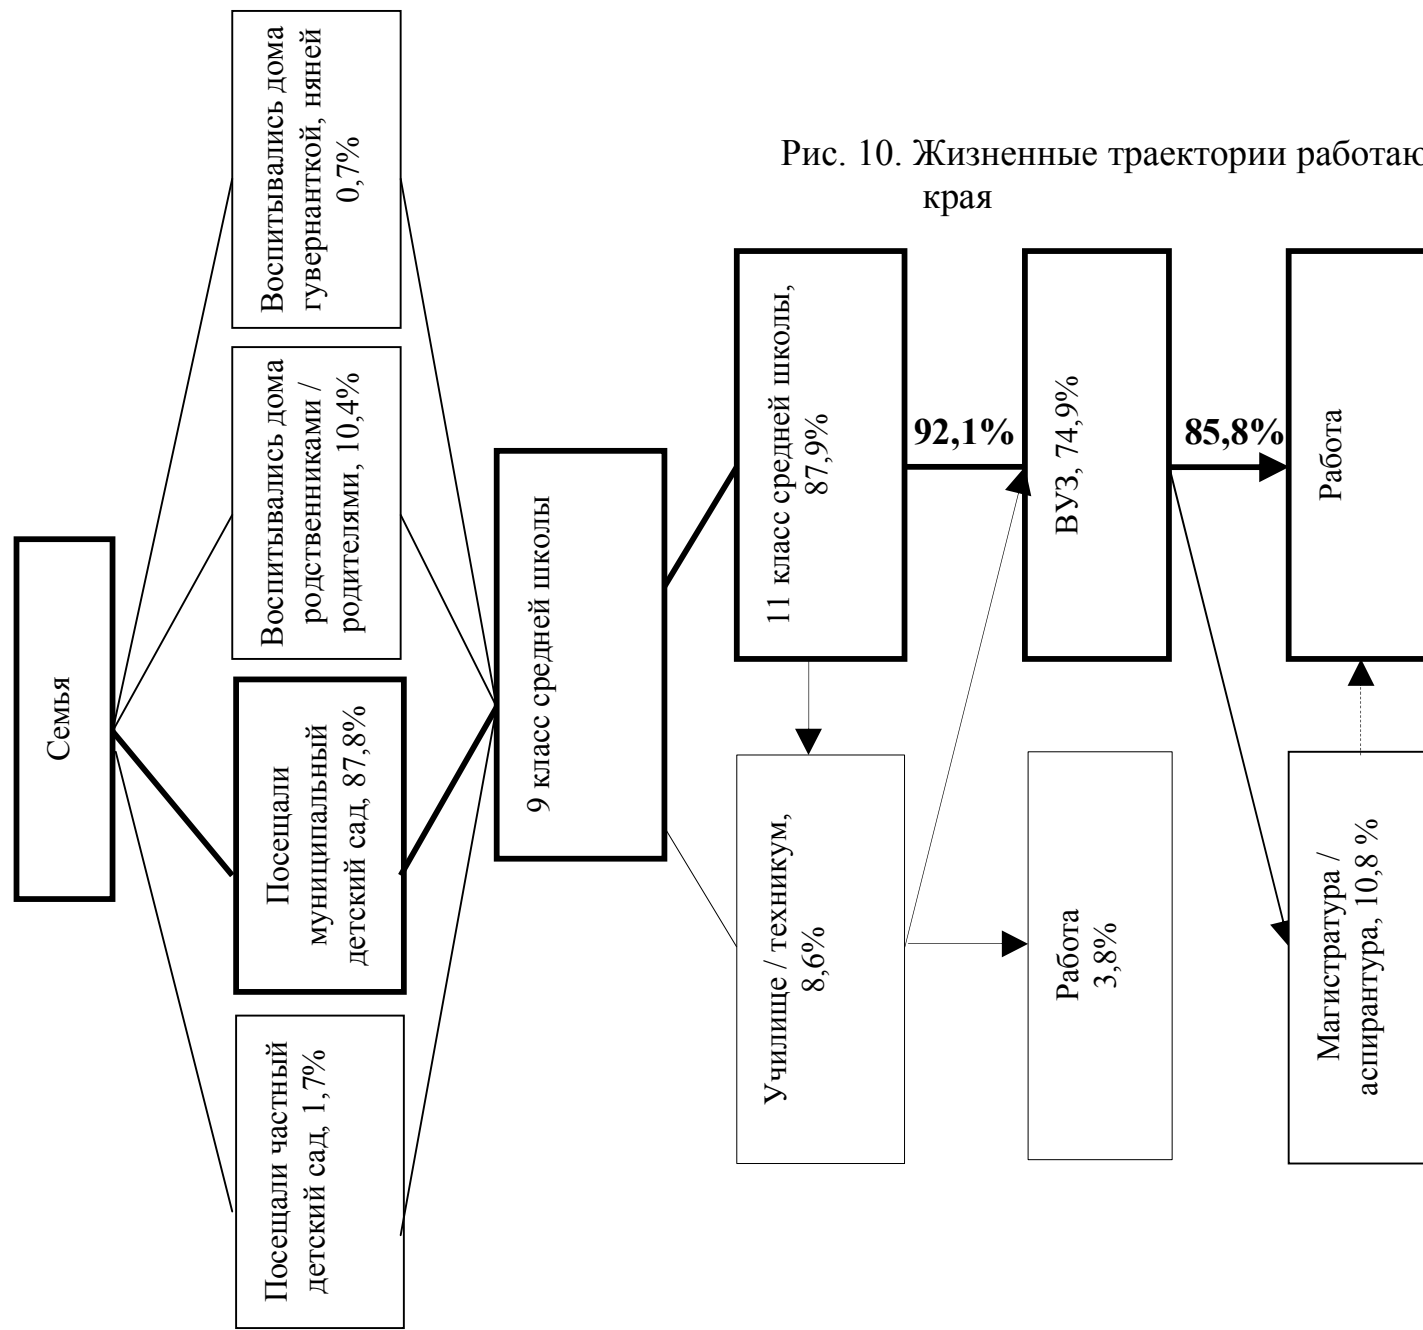 Рис. 10. Жизненные траектории
края
Семья
Воспитывались дома
гувернанткой, няней
0,7%
Воспитывались дома
родственниками /
родителями, 10,4%
Посещали
муниципальный
детский сад, 87,8%
Посещали частный
детский сад, 1,7%
9 класс средней школы
11 класс средней школы,
87,9%
92,1%
ВУЗ, 74,9%
85,8%
Работа
Училище / техникум,
8,6%
Работа
3,8%
Магистратура /
аспирантура, 10,8 %